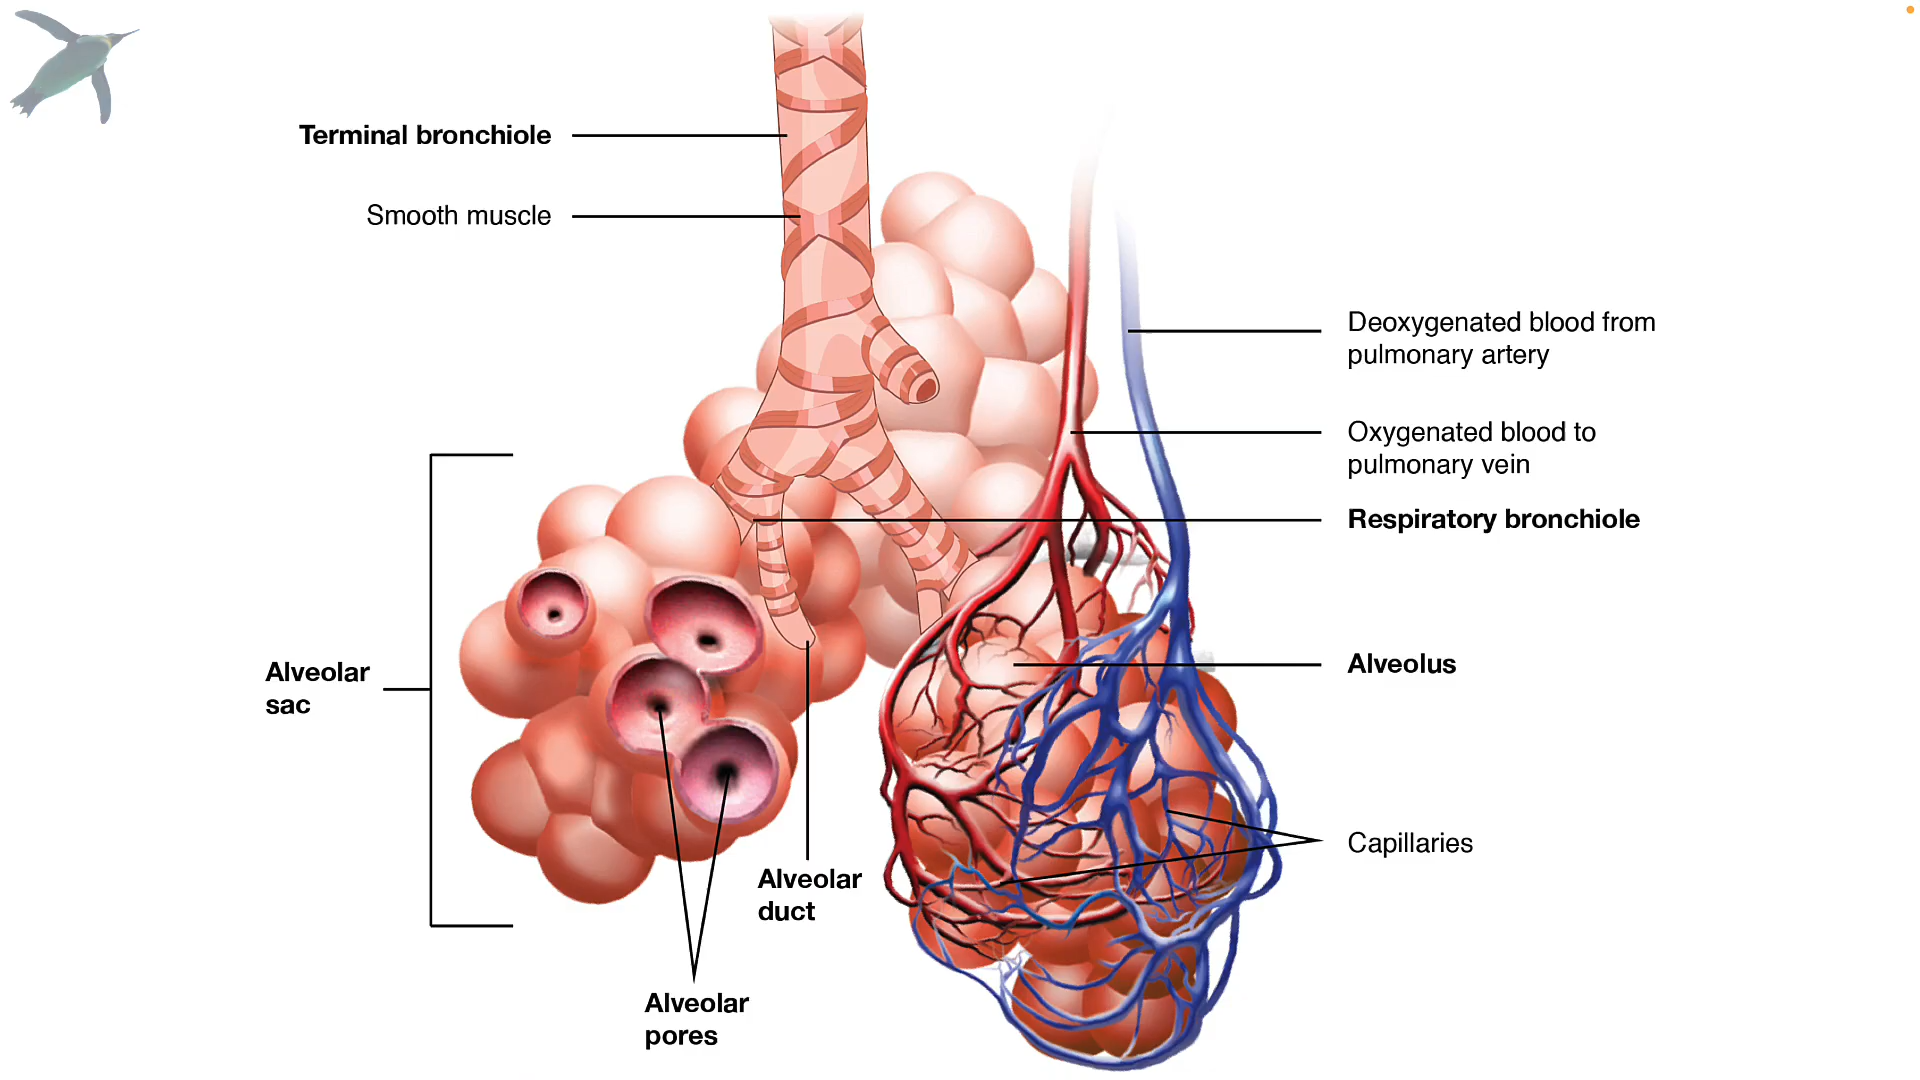 Terminal bronchiole
Smooth muscle
Deoxygenated blood from
pulmonary artery
Oxygenated blood to
pulmonary vein
Respiratory bronchiole
Alveolus
Alveolar
sac
Capillaries
Alveolar
duct
Alveolar
pores